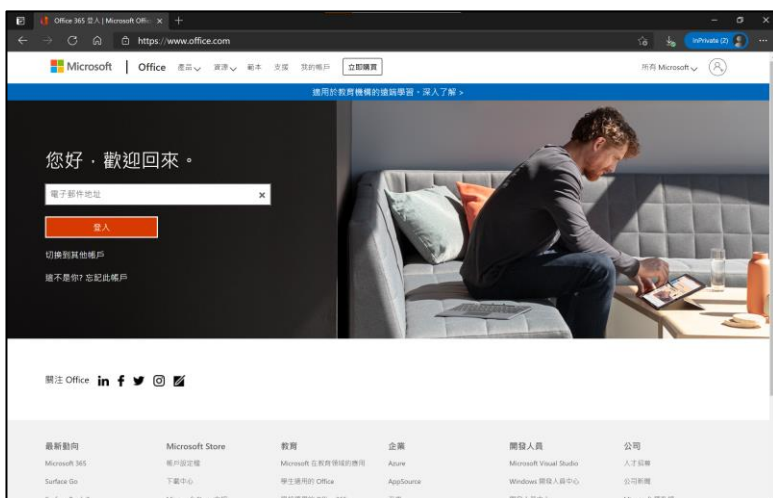 Office 365 登入 | Microsoft Offic
https://www.office.com
InPrivate (2)
Microsoft | Office 產品 資源 範本 支援 我的帳戶 立即購買 所有 Microsoft
適用於教育機構的遠端學習。深入了解 >
您好，歡迎回來。
電子郵件地址
登入
切換到其他帳戶
這不是你? 忘記此帳戶
關注 Office
最新動向 Microsoft Store 教育 企業 開發人員 公司
Microsoft 365 帳戶設定檔 Microsoft 在教育領域的應用 Azure Microsoft Visual Studio 人才招募
Surface Go 下載中心 學生適用的 Office AppSource Windows 開發人員中心 公司新聞